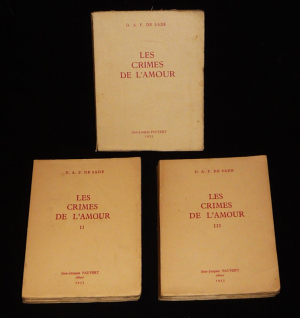 D. A. F. DE SADE
LES
CRIMES
DE L'AMOUR
Jean-Jacques PAUVERT
1953
D. A. F. DE SADE
LES
CRIMES
DE L'AMOUR
II
Jean-Jacques PAUVERT
éditeur
1953
D. A. F. DE SADE
LES
CRIMES
DE L'AMOUR
III
Jean-Jacques PAUVERT
éditeur
1953